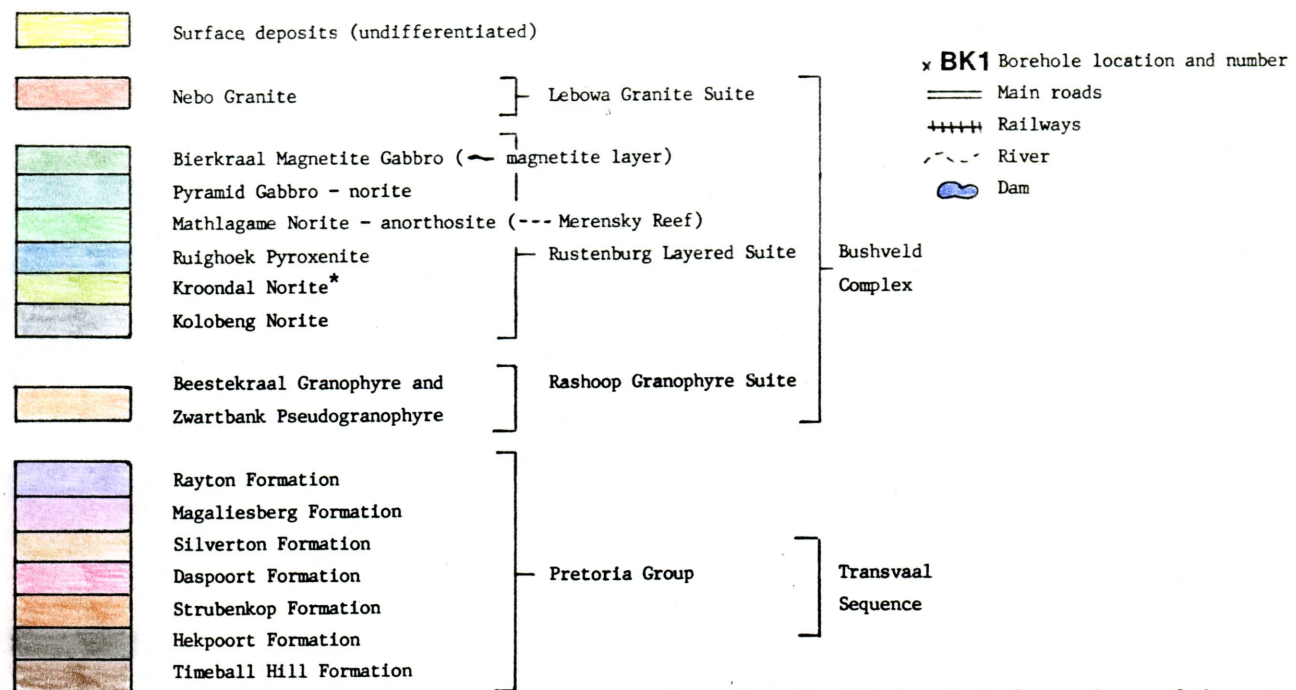 Surface deposits (undifferentiated)
Nebo Granite
Lebowa Granite Suite
Bierkraal Magnetite Gabbro ( magnetite layer)
Pyramid Gabbro - norite
Mathlagame Norite - anorthosite (--- Merensky Reef)
Ruighoek Pyroxenite
Kroondal Norite*
Kolobeng Norite
Rustenburg Layered Suite
Beestekraal Granophyre and
Zwartbank Pseudogranophyre
Rashoop Granophyre Suite
Bushveld
Complex
Rayton Formation
Magaliesberg Formation
Silverton Formation
Daspoort Formation
Strubenkop Formation
Hekpoort Formation
Timeball Hill Formation
Pretoria Group
Transvaal
Sequence
x BK1 Borehole location and number
Main roads
Railways
River
Dam